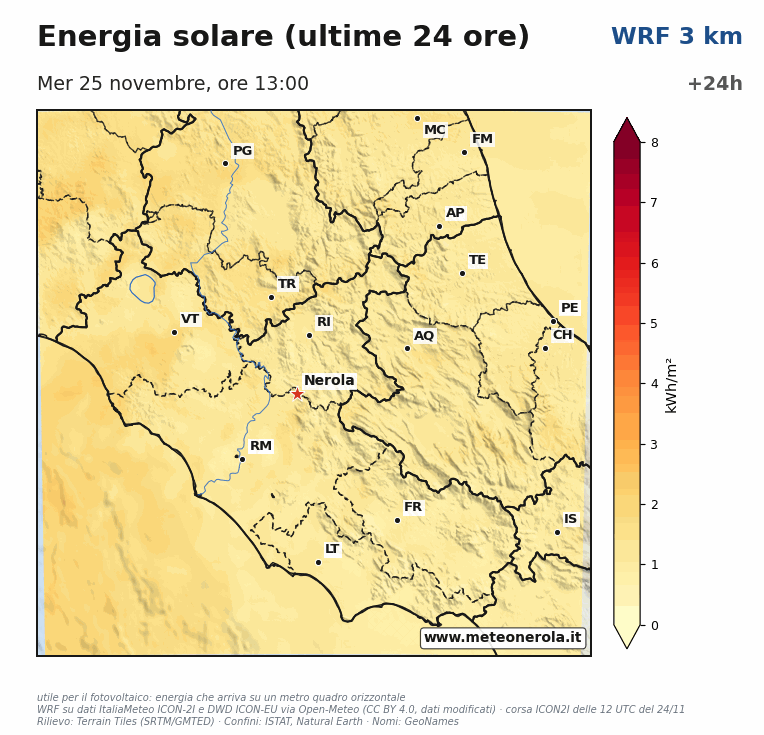 Energia solare (ultime 24 ore)
WRF 3 km
Mer 25 novembre, ore 13:00
+24h
MC
FM
PG
AP
TE
TR
PE
VT
RI
AQ
CH
Nerola
RM
FR
IS
LT
www.meteonerola.it
8
7
6
5
4
3
2
1
0
kWh/m²
utile per il fotovoltaico: energia che arriva su un metro quadro orizzontale
WRF su dati ItaliaMeteo ICON-2I e DWD ICON-EU via Open-Meteo (CC BY 4.0, dati modificati) · corsa ICON2I delle 12 UTC del 24/11
Rilievo: Terrain Tiles (SRTM/GMTED) · Confini: ISTAT, Natural Earth · Nomi: GeoNames